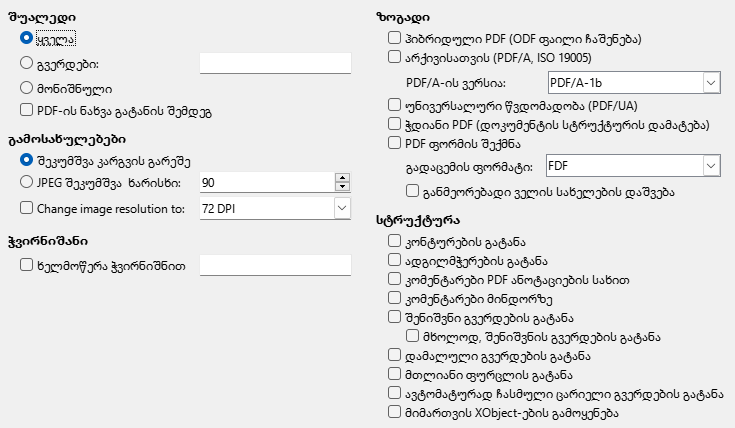 შუალედი
ყველა
გვერდები:
მონიშნული
PDF-ის ნახვა გატანის შემდეგ
გამოსახულებები
შეკუმშვა კარგვის გარეშე
JPEG შეკუმშვა ხარისხი: 90
Change image resolution to: 72 DPI
ჭვირნიშანი
ხელმოწერა ჭვირნიშნით
ზოგადი
ჰიბრიდული PDF (ODF ფაილი ჩაშენება)
არქივისათვის (PDF/A, ISO 19005)
PDF/A-ის ვერსია: PDF/A-1b
უნივერსალური წვდომადობა (PDF/UA)
ჭდიანი PDF (დოკუმენტის სტრუქტურის დამატება)
PDF ფორმის შექმნა
გადაცემის ფორმატი: FDF
განმეორებადი ველის სახელების დაშვება
სტრუქტურა
კონტურების გატანა
ადგილმჭერების გატანა
კომენტარები PDF ანოტაციების სახით
კომენტარები მინდორზე
შენიშვნი გვერდების გატანა
მხოლოდ, შენიშვნის გვერდების გატანა
დამალული გვერდების გატანა
მთლიანი ფურცლის გატანა
ავტომატურად ჩასმული ცარიელი გვერდების გატანა
მიმართვის XObject-ების გამოყენება